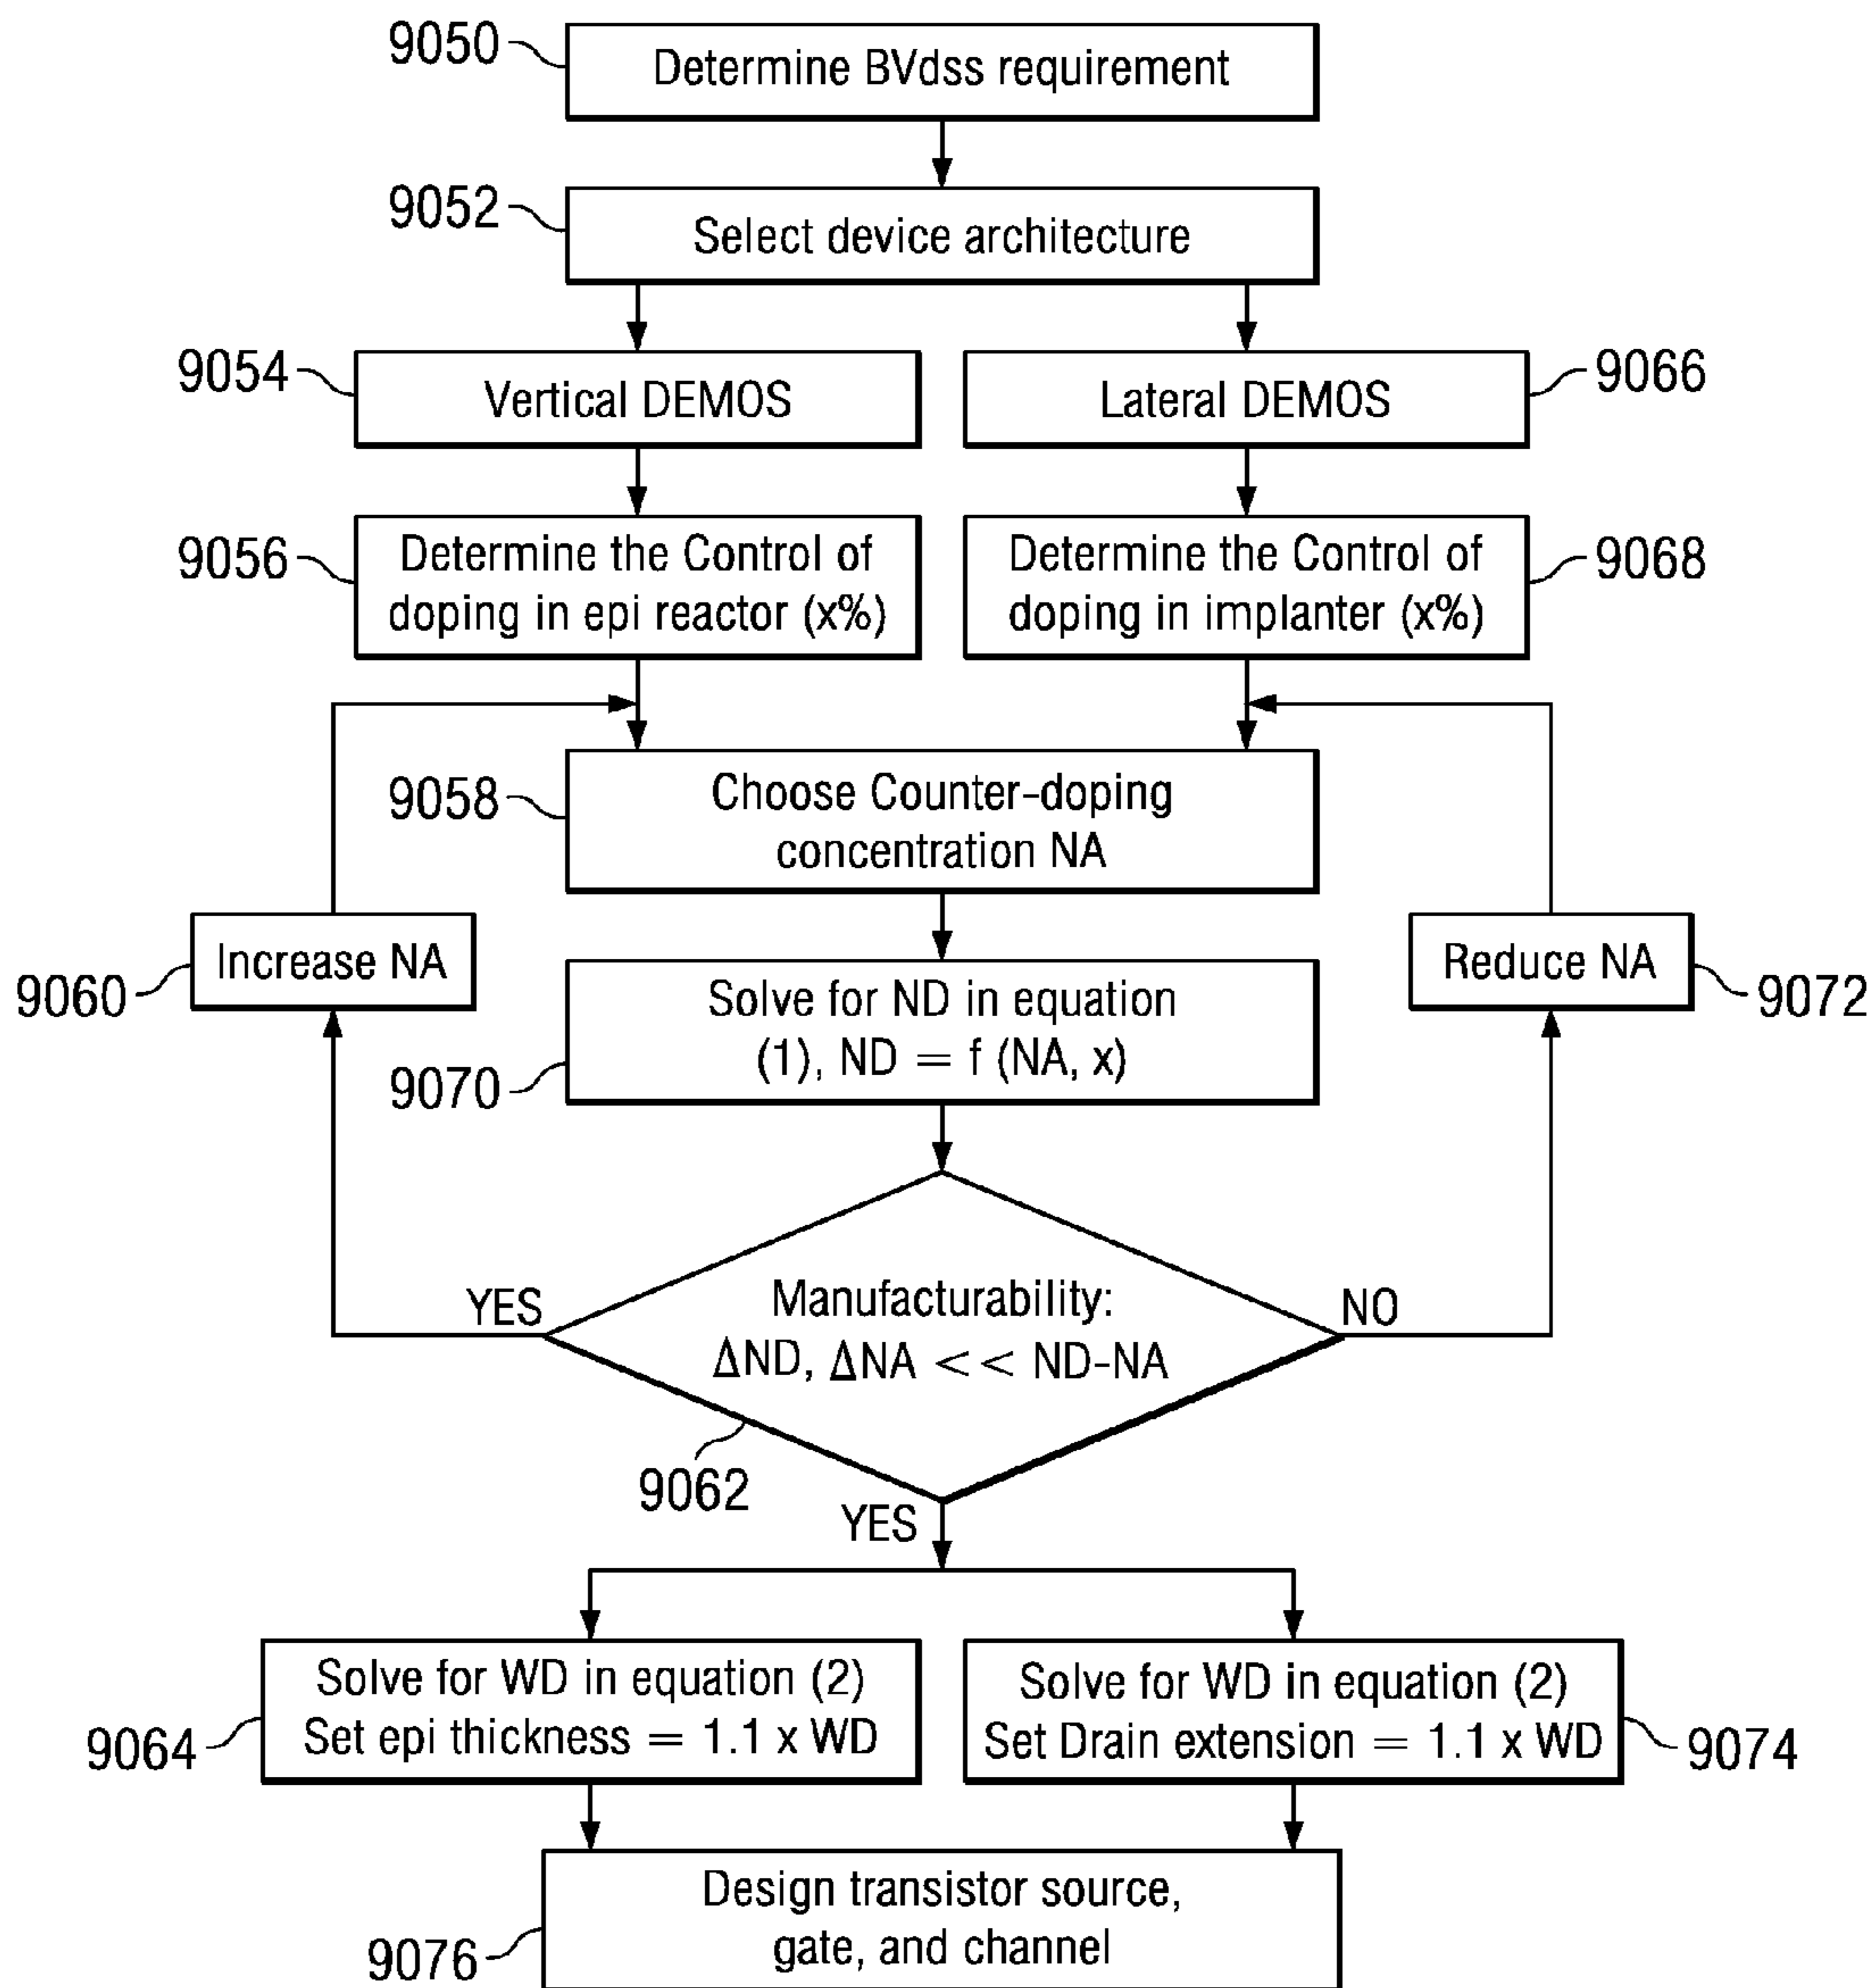 9050
Determine BVdss requirement
9052
Select device architecture
9054
Vertical DEMOS
Lateral DEMOS
9066
9056
Determine the Control of
doping in epi reactor (x%)
Determine the Control of
doping in implanter (x%)
9068
9058
Choose Counter-doping
concentration NA
Increase NA
9060
Reduce NA
9072
Solve for ND in equation
(1), ND = f (NA, x)
9070
YES
Manufacturability:
ΔND, ΔNA << ND-NA
NO
9062
YES
Solve for WD in equation (2)
Set epi thickness = 1.1 x WD
9064
Solve for WD in equation (2)
Set Drain extension = 1.1 x WD
9074
Design transistor source,
gate, and channel
9076